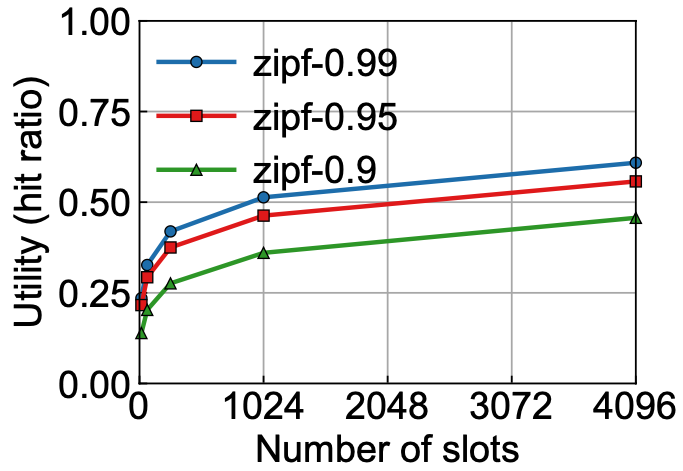 1.00
0.75
0.50
0.25
0.00
Utility (hit ratio)
zipf-0.99
zipf-0.95
zipf-0.9
0 1024 2048 3072 4096
Number of slots